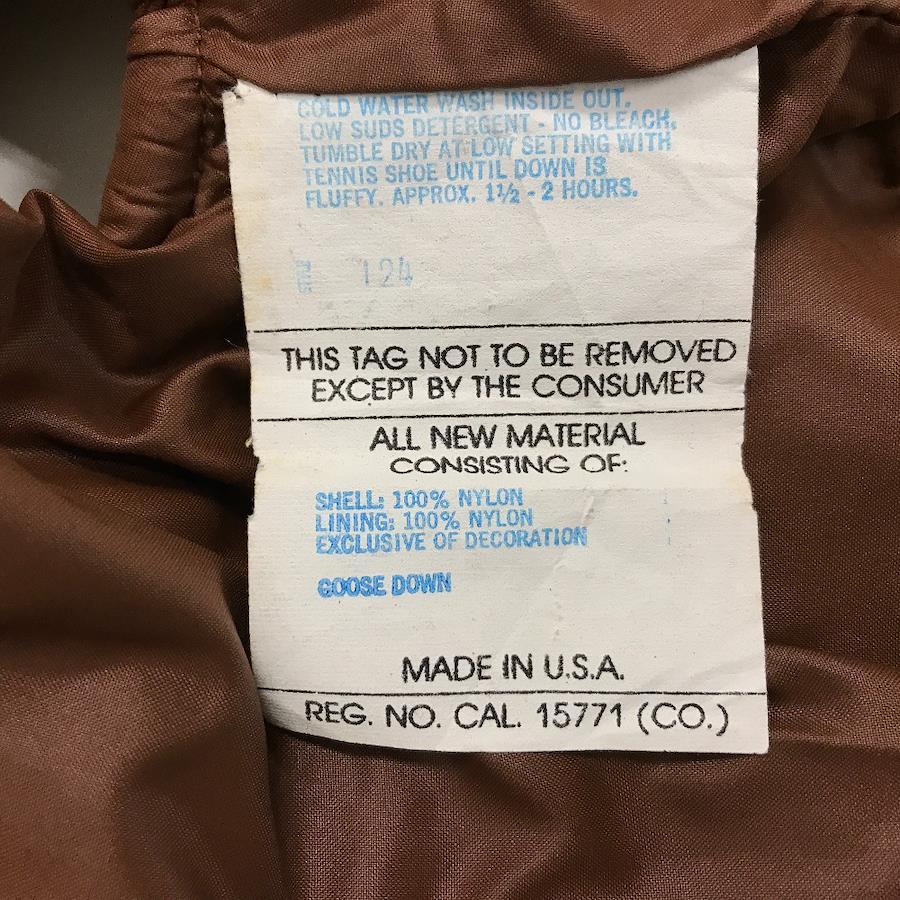 COLD WATER WASH INSIDE OUT.
LOW SUDS DETERGENT - NO BLEACH.
TUMBLE DRY AT LOW SETTING WITH
TENNIS SHOE UNTIL DOWN IS
FLUFFY. APPROX. 1½ - 2 HOURS.
124
THIS TAG NOT TO BE REMOVED
EXCEPT BY THE CONSUMER
ALL NEW MATERIAL
CONSISTING OF:
SHELL: 100% NYLON
LINING: 100% NYLON
EXCLUSIVE OF DECORATION
GOOSE DOWN
MADE IN U.S.A.
REG. NO. CAL. 15771 (CO.)